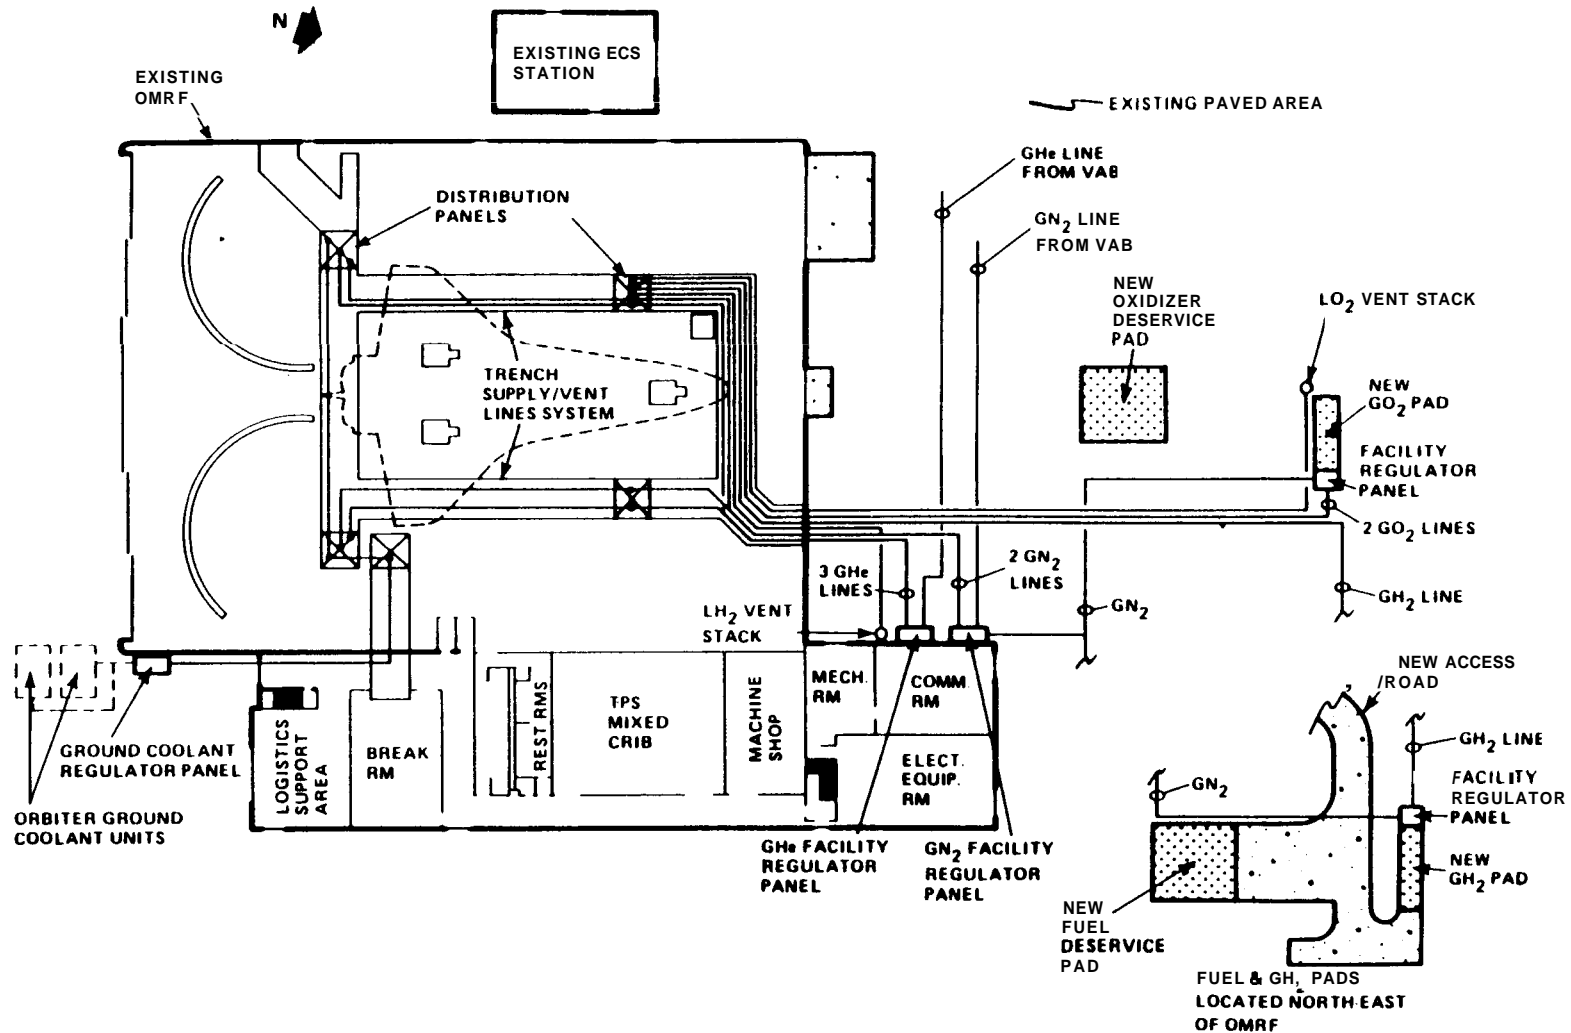 N
EXISTING ECS
STATION
EXISTING
OMRF
EXISTING PAVED AREA
GHe LINE
FROM VAB
DISTRIBUTION
PANELS
GN2 LINE
FROM VAB
NEW
OXIDIZER
DESERVICE
PAD
LO2 VENT STACK
TRENCH
SUPPLY/VENT
LINES SYSTEM
NEW
GO2 PAD
FACILITY
REGULATOR
PANEL
2 GO2 LINES
3 GHe
LINES
2 GN2
LINES
GN2
GH2 LINE
LH2 VENT
STACK
MECH.
RM
COMM.
RM
NEW ACCESS
ROAD
REST RMS
TPS
MIXED
CRIB
MACHINE
SHOP
GROUND COOLANT
REGULATOR PANEL
LOGISTICS
SUPPORT
AREA
BREAK
RM
ELECT.
EQUIP.
RM
GH2 LINE
GN2
FACILITY
REGULATOR
PANEL
ORBITER GROUND
COOLANT UNITS
GHe FACILITY
REGULATOR
PANEL
GN2 FACILITY
REGULATOR
PANEL
NEW
GH2 PAD
NEW
FUEL
DESERVICE
PAD
FUEL & GH, PADS
LOCATED NORTH EAST
OF OMRF